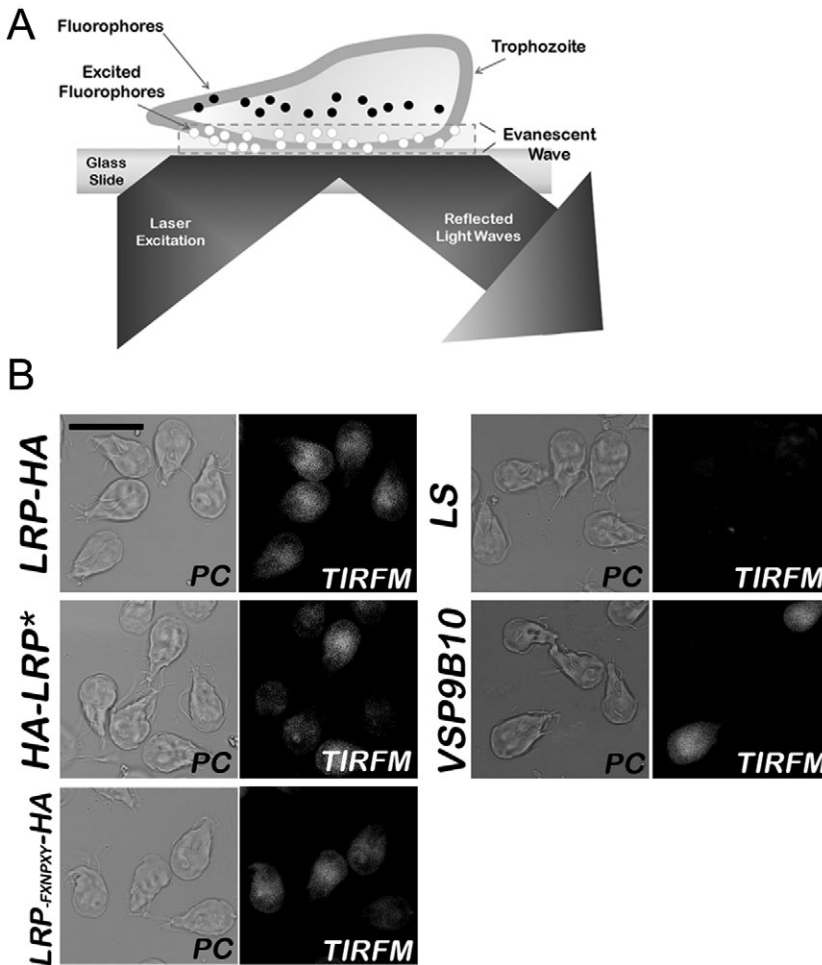 A
Fluorophores
Trophozoite
Excited
Fluorophores
Evanescent
Wave
Glass
Slide
Laser
Excitation
Reflected
Light Waves
B
LRP-HA
PC
TIRFM
LS
PC
TIRFM
HA-LRP*
PC
TIRFM
VSP9B10
PC
TIRFM
LRP-FXNPXY-HA
PC
TIRFM